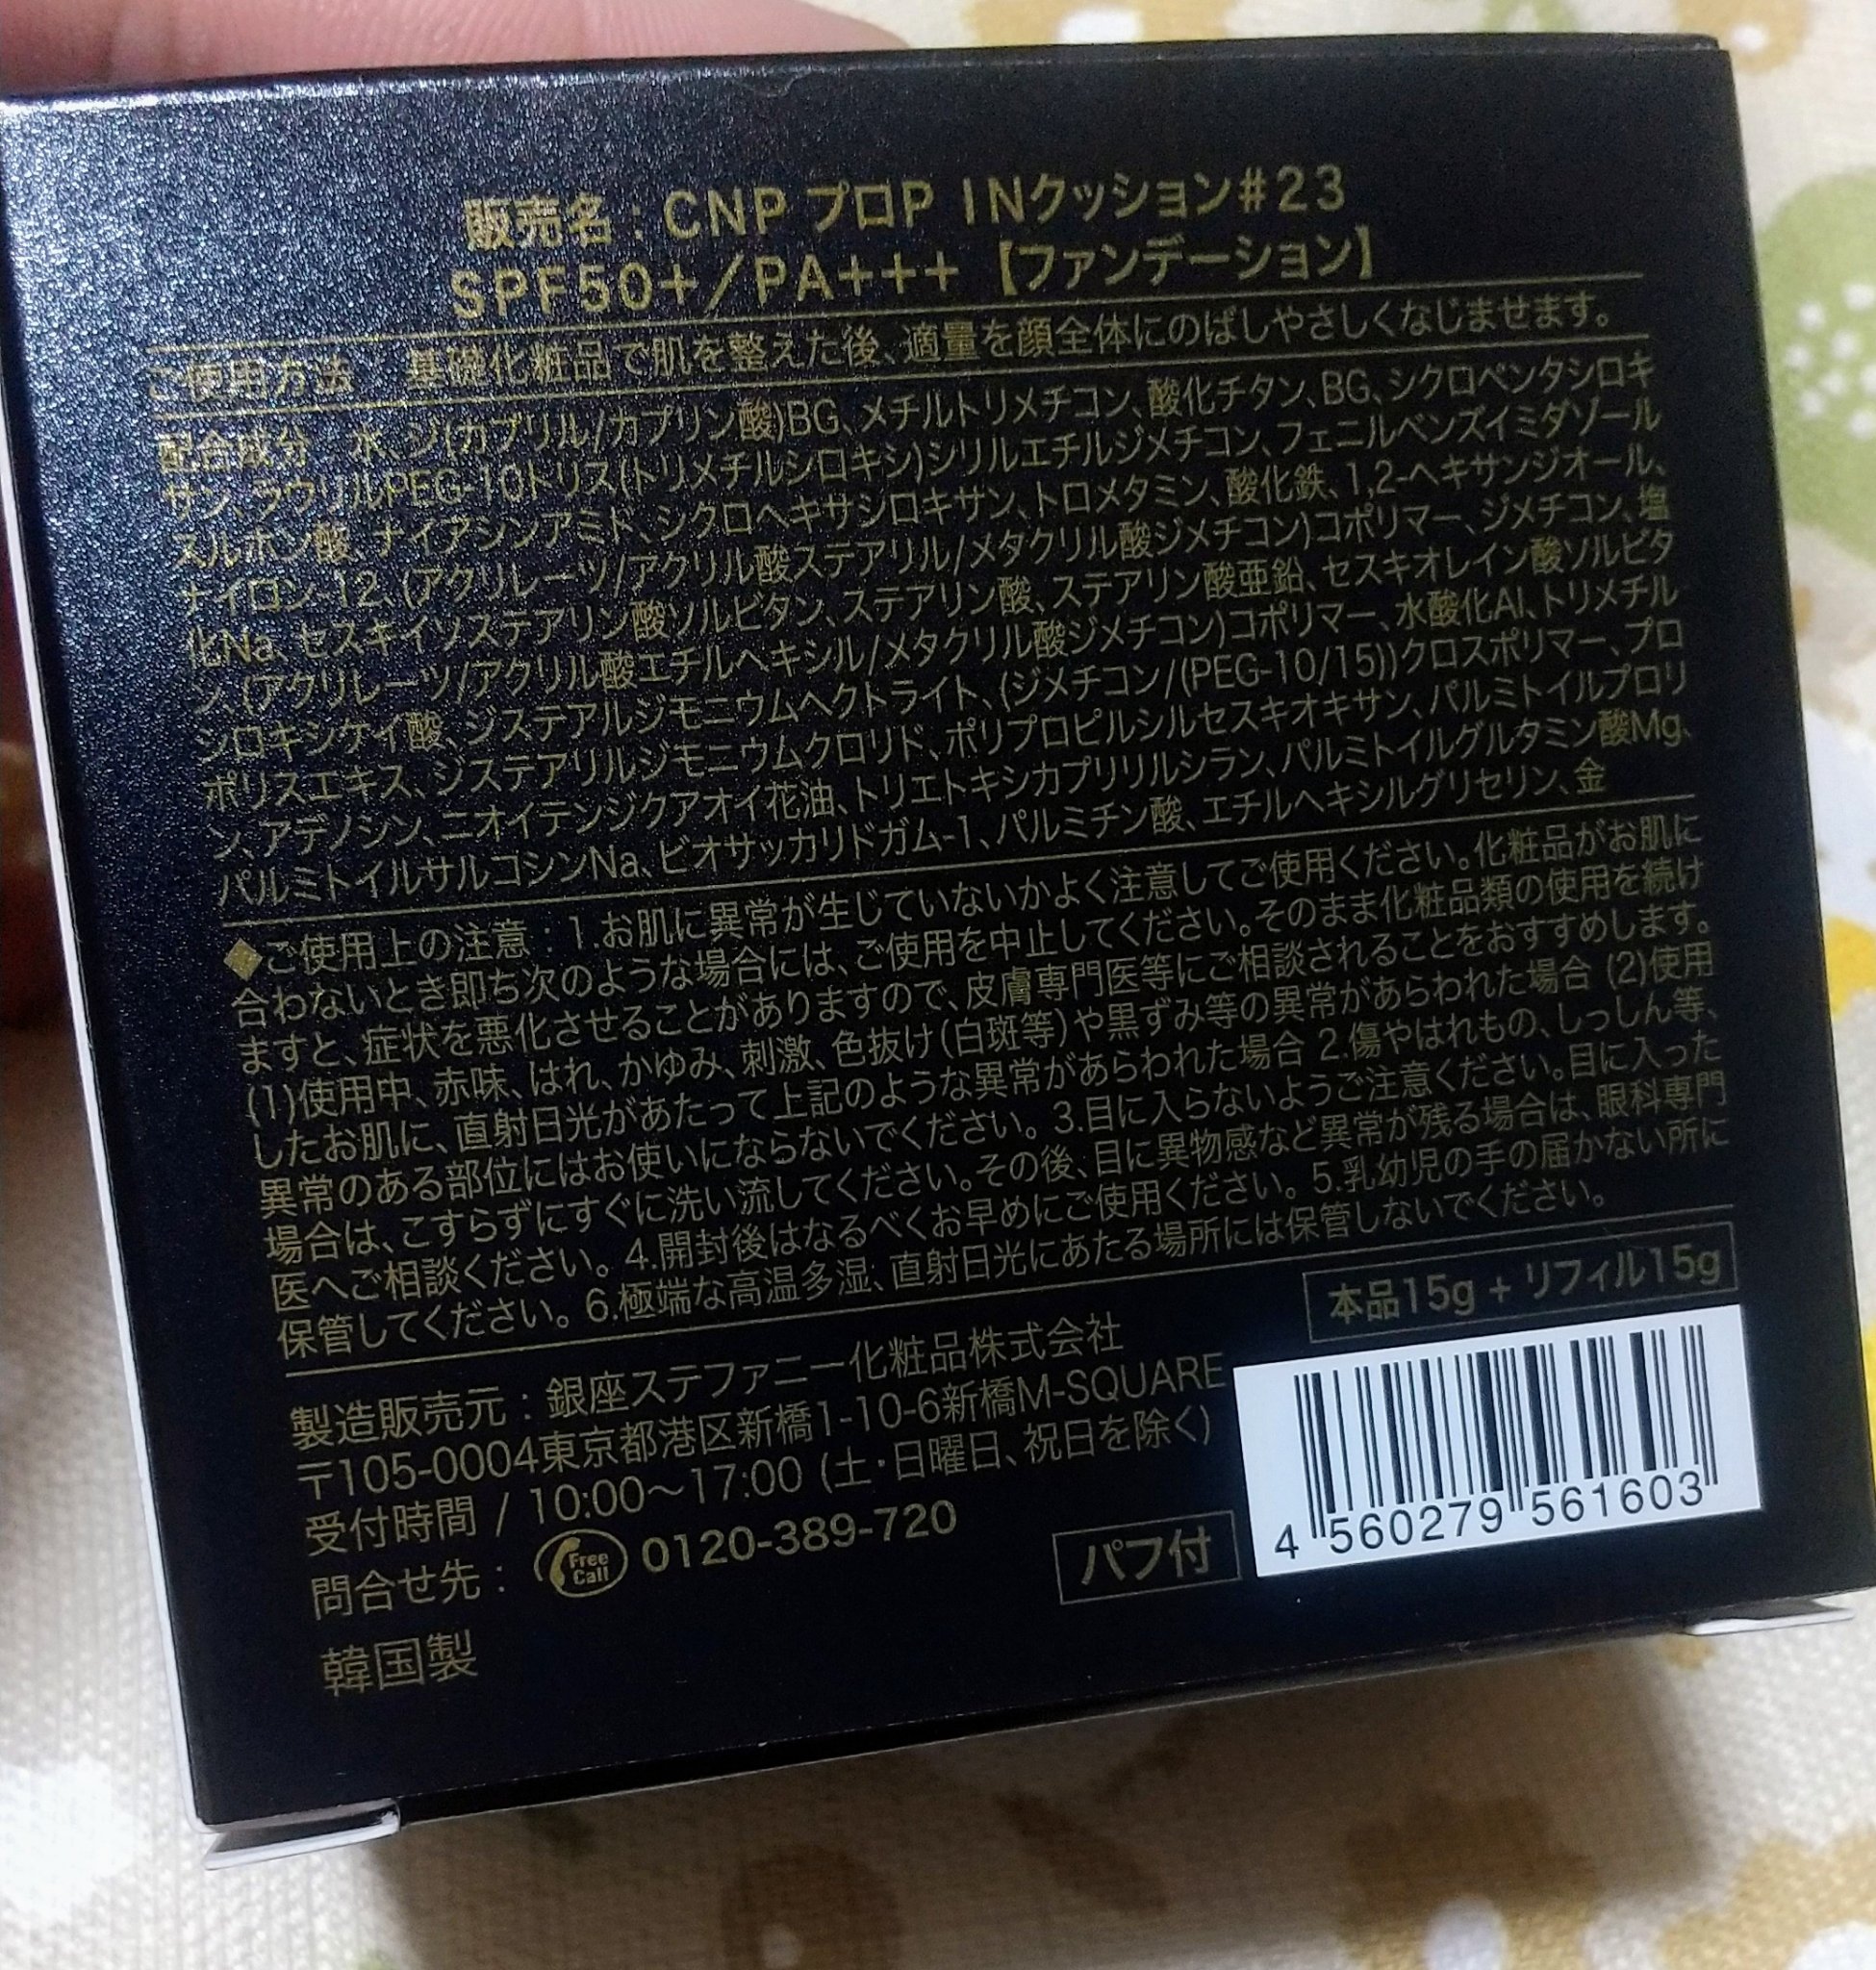 販売名：CNP プロP INクッション#23
SPF50+／PA+++【ファンデーション】
ご使用方法　基礎化粧品で肌を整えた後、適量を顔全体にのばしやさしくなじませます。
配合成分　水、ジ(カプリル/カプリン酸)BG、メチルトリメチコン、酸化チタン、BG、シクロペンタシロキ
サン、ラウリルPEG-10トリス(トリメチルシロキシ)シリルエチルジメチコン、フェニルベンズイミダゾール
スルホン酸、ナイアシンアミド、シクロヘキサシロキサン、トロメタミン、酸化鉄、1,2-ヘキサンジオール、
ナイロン-12、(アクリレーツ/アクリル酸ステアリル/メタクリル酸ジメチコン)コポリマー、ジメチコン、塩
化Na、セスキイソステアリン酸ソルビタン、ステアリン酸、ステアリン酸亜鉛、セスキオレイン酸ソルビタ
ン、(アクリレーツ/アクリル酸エチルヘキシル/メタクリル酸ジメチコン)コポリマー、水酸化Al、トリメチル
シロキシケイ酸、ジステアルジモニウムヘクトライト、(ジメチコン/(PEG-10/15))クロスポリマー、プロ
ポリスエキス、ジステアリルジモニウムクロリド、ポリプロピルシルセスキオキサン、パルミトイルプロリ
ン、アデノシン、ニオイテンジクアオイ花油、トリエトキシカプリリルシラン、パルミトイルグルタミン酸Mg、
パルミトイルサルコシンNa、ビオサッカリドガム-1、パルミチン酸、エチルヘキシルグリセリン、金
◆ご使用上の注意：1.お肌に異常が生じていないかよく注意してご使用ください。化粧品がお肌に
合わないとき即ち次のような場合には、ご使用を中止してください。そのまま化粧品類の使用を続け
ますと、症状を悪化させることがありますので、皮膚専門医等にご相談されることをおすすめします。
(1)使用中、赤味、はれ、かゆみ、刺激、色抜け(白斑等)や黒ずみ等の異常があらわれた場合 (2)使用
したお肌に、直射日光があたって上記のような異常があらわれた場合 2.傷やはれもの、しっしん等、
異常のある部位にはお使いにならないでください。3.目に入らないようご注意ください。目に入った
場合は、こすらずにすぐに洗い流してください。その後、目に異物感など異常が残る場合は、眼科専門
医へご相談ください。4.開封後はなるべくお早めにご使用ください。5.乳幼児の手の届かない所に
保管してください。6.極端な高温多湿、直射日光にあたる場所には保管しないでください。
本品15g + リフィル15g
製造販売元：銀座ステファニー化粧品株式会社
〒105-0004東京都港区新橋1-10-6新橋M-SQUARE
受付時間 / 10:00～17:00 (土・日曜日、祝日を除く)
問合せ先： Free Call 0120-389-720
パフ付
4 560279 561603
韓国製